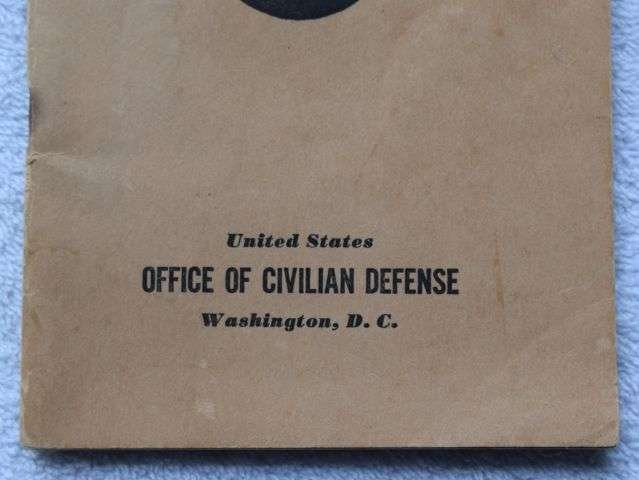 United States
OFFICE OF CIVILIAN DEFENSE
Washington, D. C.